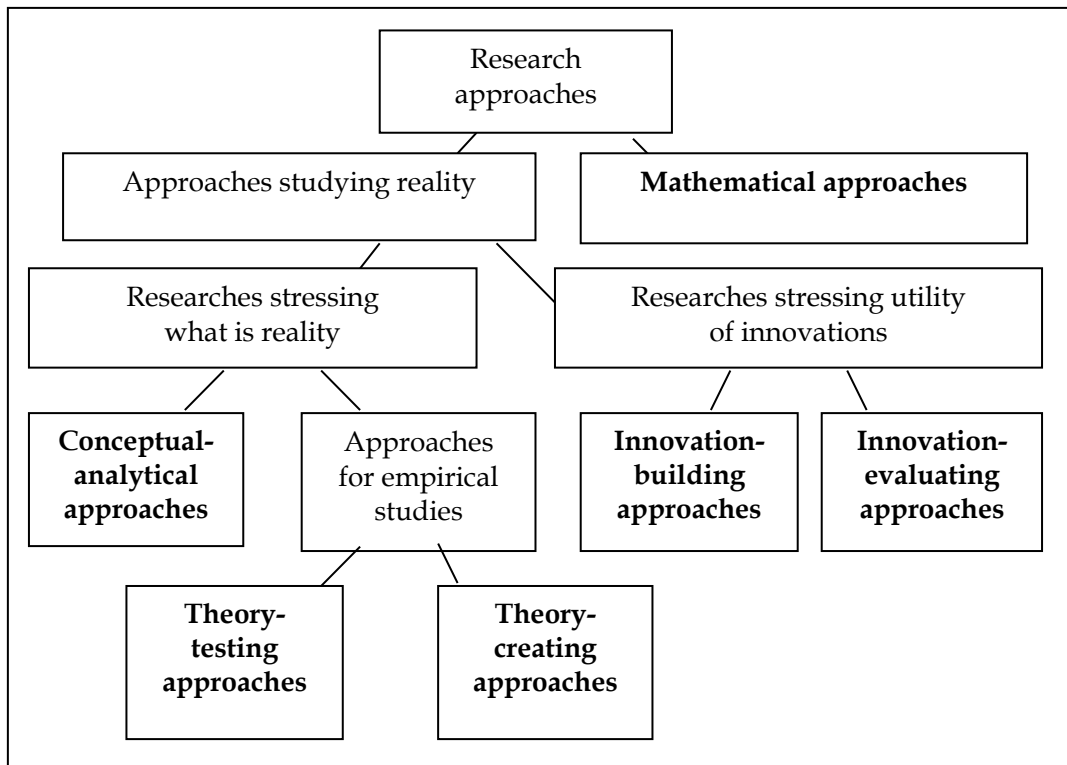 Research
approaches
Approaches studying reality
Mathematical approaches
Researches stressing
what is reality
Researches stressing utility
of innovations
Conceptual-
analytical
approaches
Approaches
for empirical
studies
Innovation-
building
approaches
Innovation-
evaluating
approaches
Theory-
testing
approaches
Theory-
creating
approaches